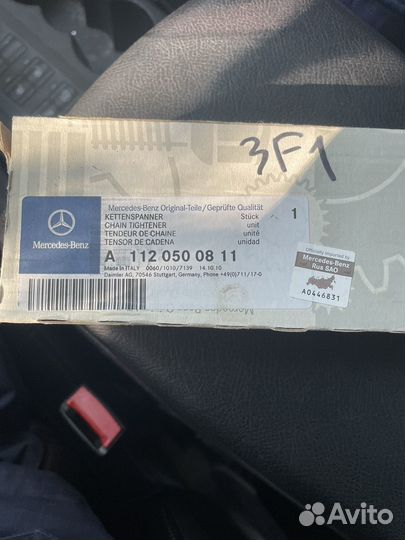 3F1
Mercedes-Benz Original-Teile/Geprüfte Qualität
KETTENSPANNER Stück 1
CHAIN TIGHTENER unit
TENDEUR DE CHAINE unité
TENSOR DE CADENA unidad
Mercedes-Benz
A 112 050 08 11
Made in ITALY 0060/1010/7159 14.10.10
Daimler AG, 70546 Stuttgart, Germany, Phone +49(0)711/17-0
Officially Imported by
Mercedes-Benz
Rus SAO
A0446831
Avito